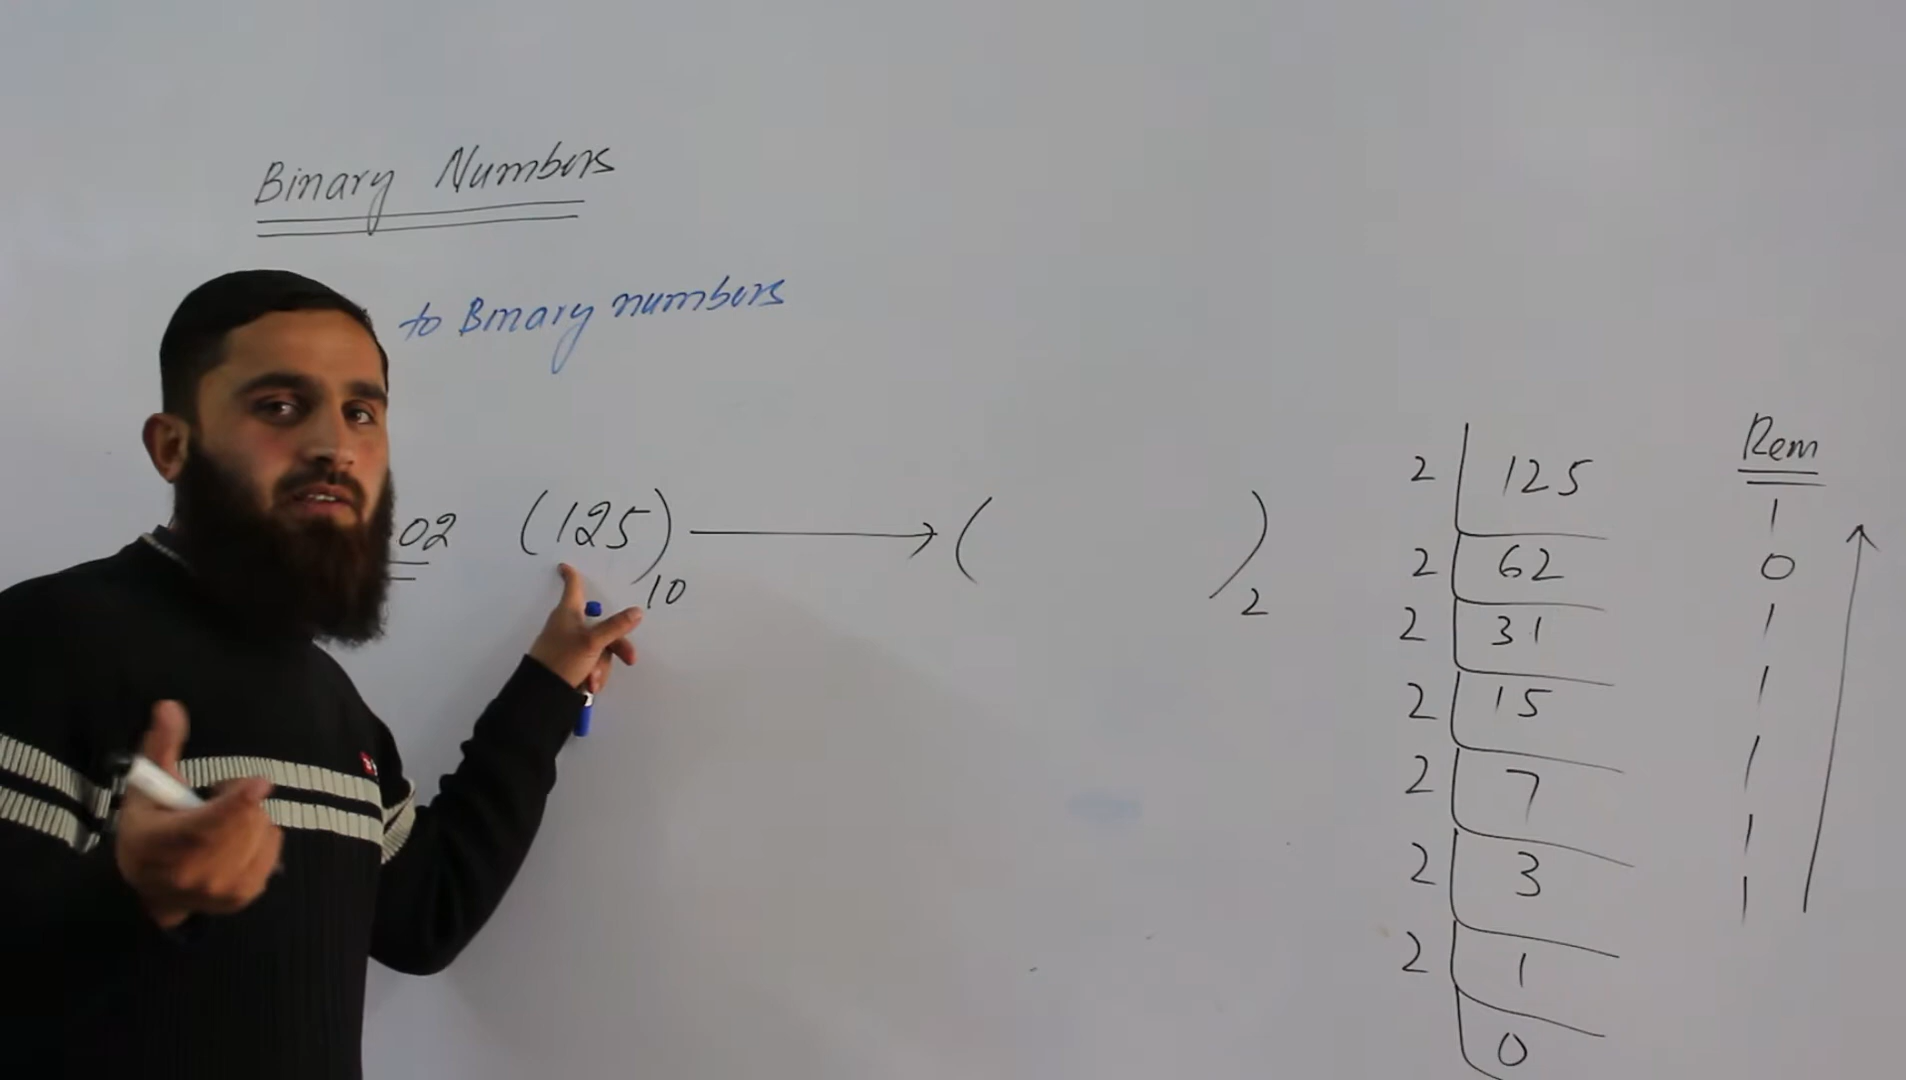 Binary Numbers
to Binary numbers
02 (125)10 → ( )2
Rem
2 125 1
2 62 0
2 31 1
2 15 1
2 7 1
2 3 1
2 1 1
0